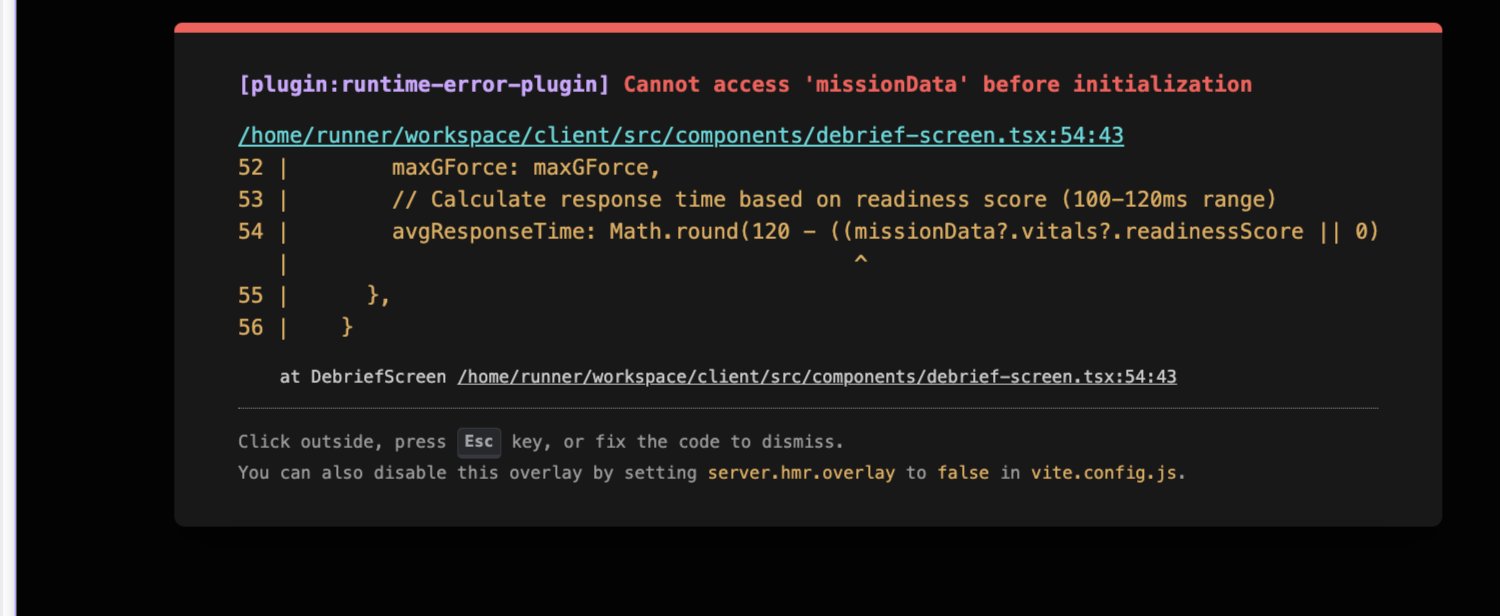 [plugin:runtime-error-plugin] Cannot access 'missionData' before initialization
/home/runner/workspace/client/src/components/debrief-screen.tsx:54:43
52 |        maxGForce: maxGForce,
53 |        // Calculate response time based on readiness score (100-120ms range)
54 |        avgResponseTime: Math.round(120 - ((missionData?.vitals?.readinessScore || 0)
   |                                            ^
55 |      },
56 |    }
at DebriefScreen /home/runner/workspace/client/src/components/debrief-screen.tsx:54:43
Click outside, press Esc key, or fix the code to dismiss.
You can also disable this overlay by setting server.hmr.overlay to false in vite.config.js.